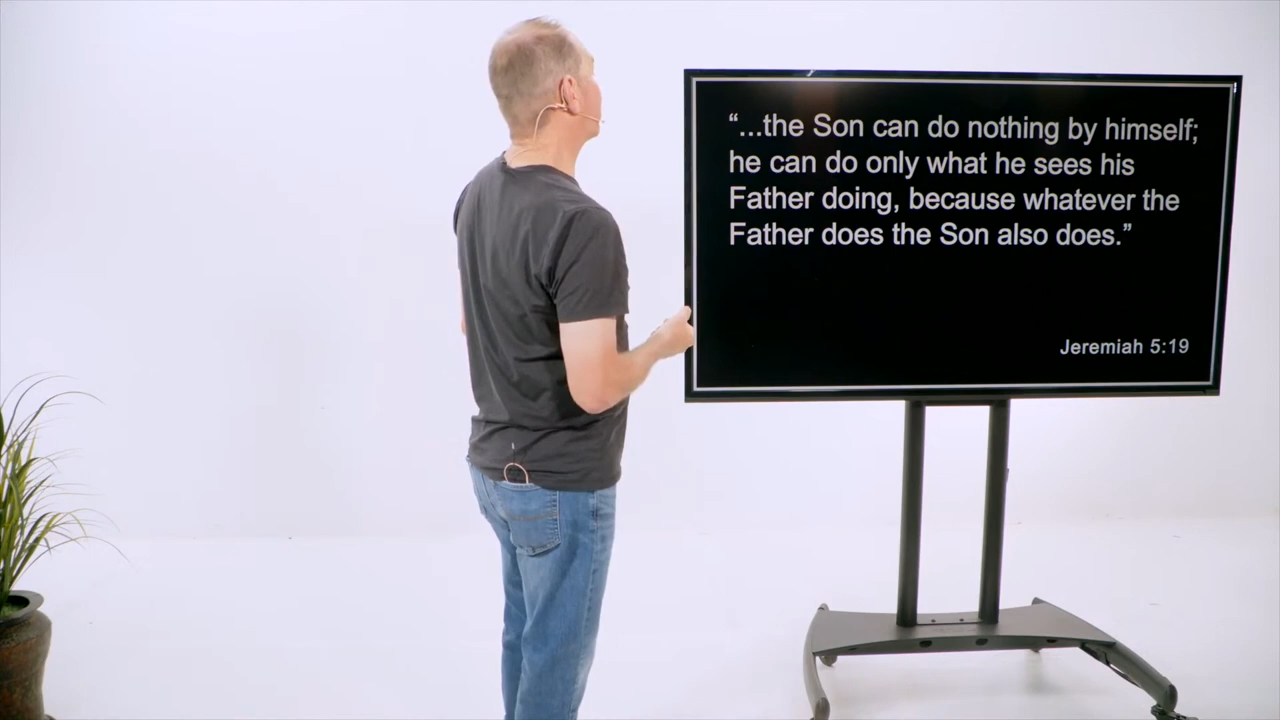 “...the Son can do nothing by himself;
he can do only what he sees his
Father doing, because whatever the
Father does the Son also does.”
Jeremiah 5:19